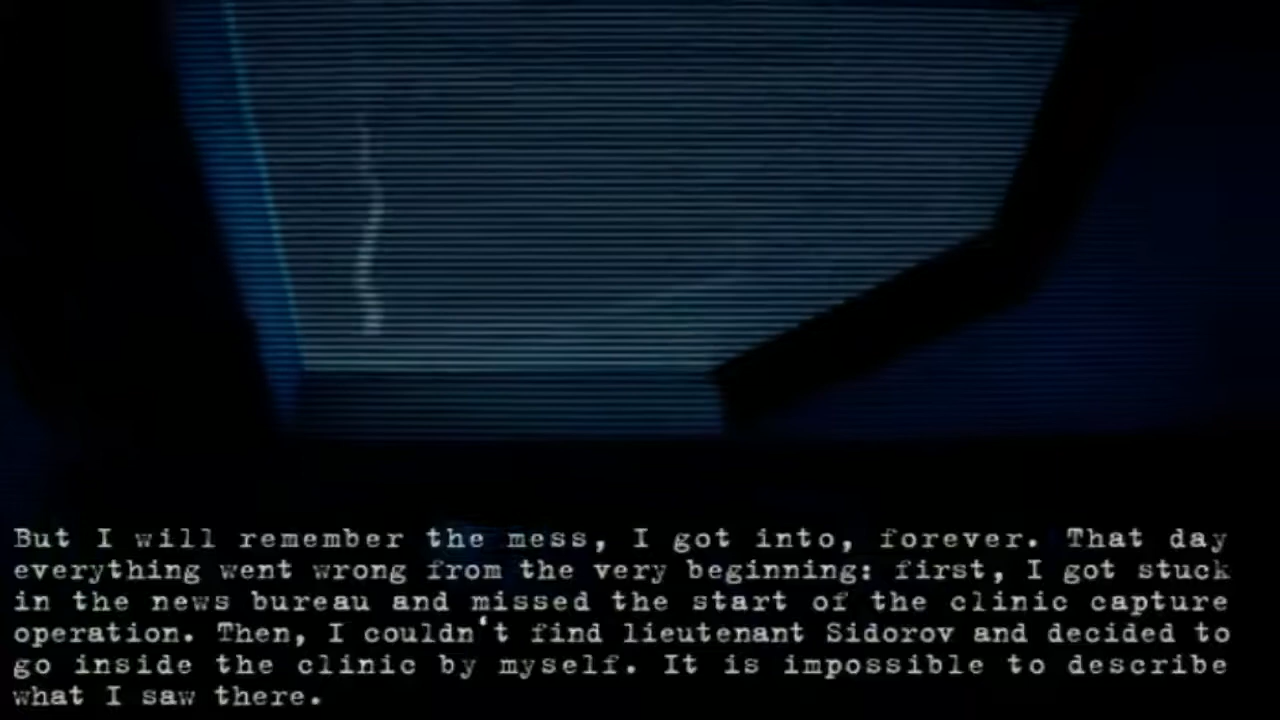 But I will remember the mess, I got into, forever. That day
everything went wrong from the very beginning: first, I got stuck
in the news bureau and missed the start of the clinic capture
operation. Then, I couldn't find lieutenant Sidorov and decided to
go inside the clinic by myself. It is impossible to describe
what I saw there.